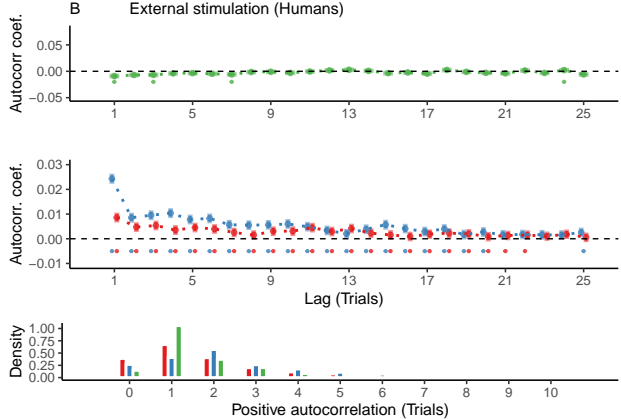 B External stimulation (Humans)
Autocorr coef.
0.05
0.00
−0.05
1 5 9 13 17 21 25
Autocorr. coef.
0.03
0.02
0.01
0.00
−0.01
1 5 9 13 17 21 25
Lag (Trials)
Density
1.00
0.75
0.50
0.25
0.00
0 1 2 3 4 5 6 7 8 9 10
Positive autocorrelation (Trials)